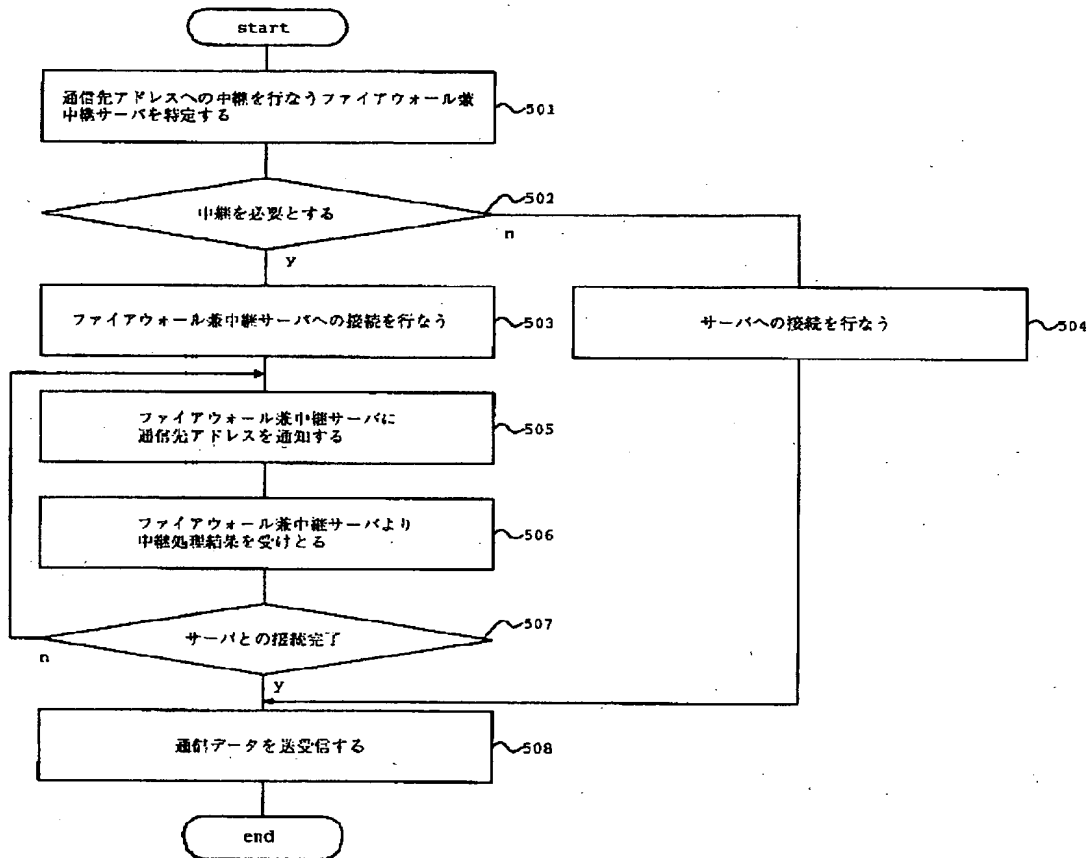 start
通信先アドレスへの中継を行なうファイアウォール兼
中継サーバを特定する
501
中継を必要とする
502
n
y
ファイアウォール兼中継サーバへの接続を行なう
503
サーバへの接続を行なう
504
ファイアウォール兼中継サーバに
通信先アドレスを通知する
505
ファイアウォール兼中継サーバより
中継処理結果を受けとる
506
サーバとの接続完了
507
n
y
通信データを送受信する
508
end